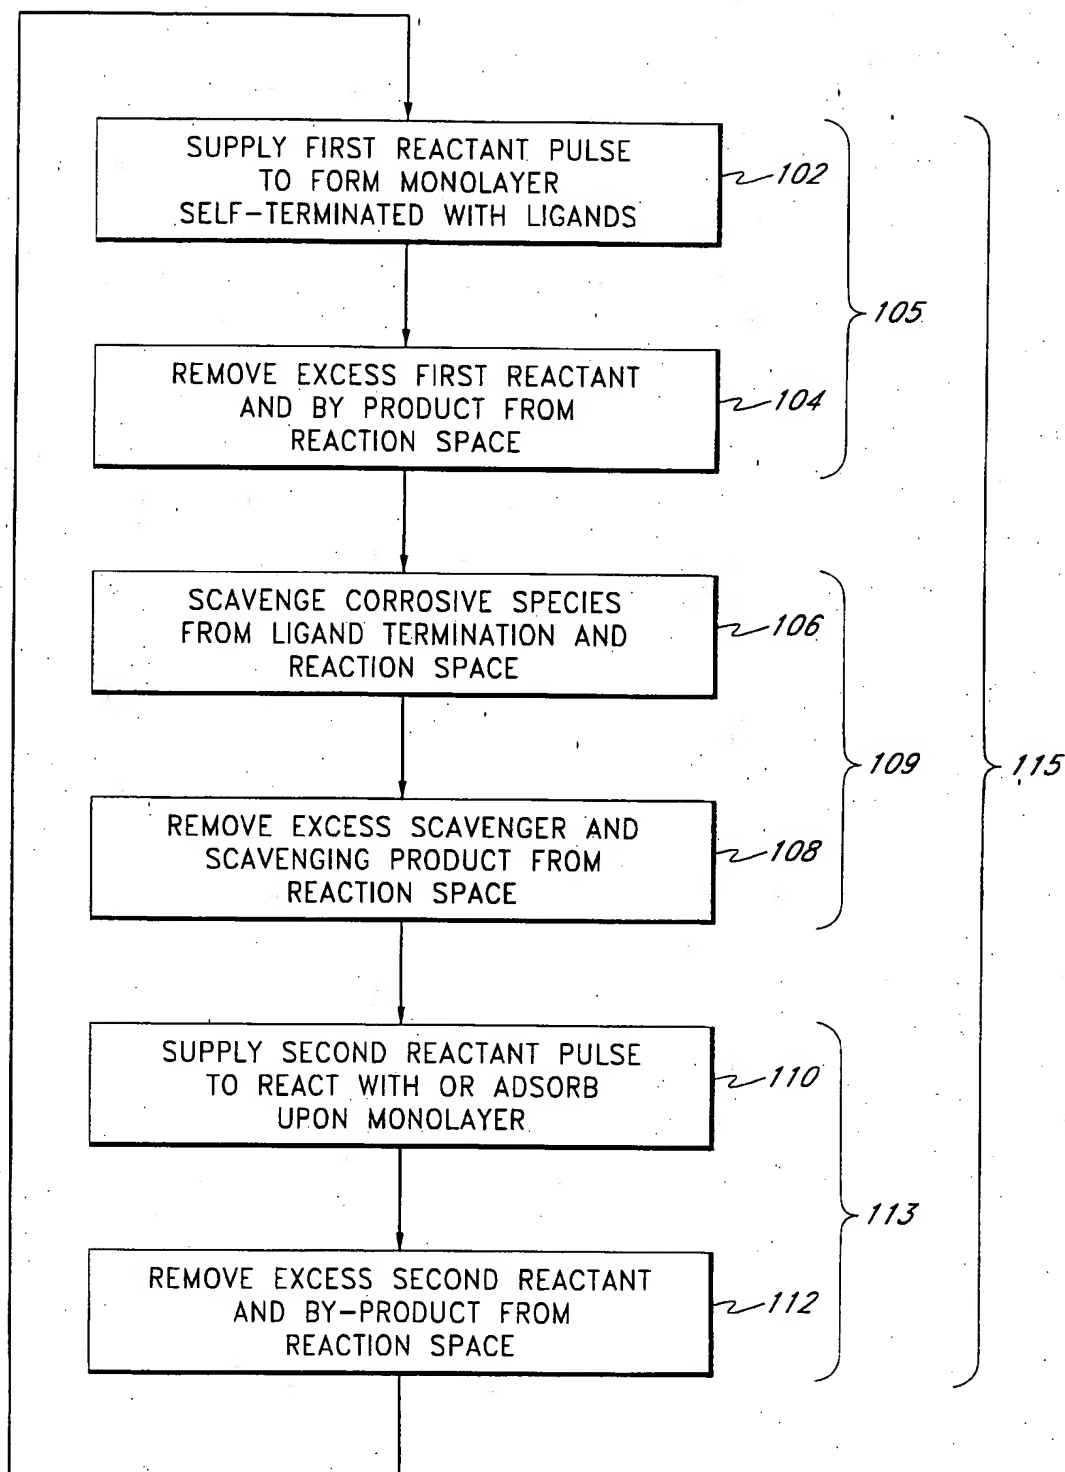 SUPPLY FIRST REACTANT PULSE
TO FORM MONOLAYER
SELF-TERMINATED WITH LIGANDS
102
105
REMOVE EXCESS FIRST REACTANT
AND BY PRODUCT FROM
REACTION SPACE
104
SCAVENGE CORROSIVE SPECIES
FROM LIGAND TERMINATION AND
REACTION SPACE
106
109
115
REMOVE EXCESS SCAVENGER AND
SCAVENGING PRODUCT FROM
REACTION SPACE
108
SUPPLY SECOND REACTANT PULSE
TO REACT WITH OR ADSORB
UPON MONOLAYER
110
113
REMOVE EXCESS SECOND REACTANT
AND BY-PRODUCT FROM
REACTION SPACE
112